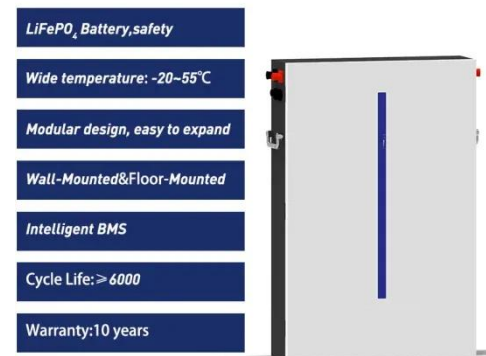 LiFePO₄ Battery,safety
Wide temperature: -20~55℃
Modular design, easy to expand
Wall-Mounted&Floor-Mounted
Intelligent BMS
Cycle Life:≥6000
Warranty:10 years